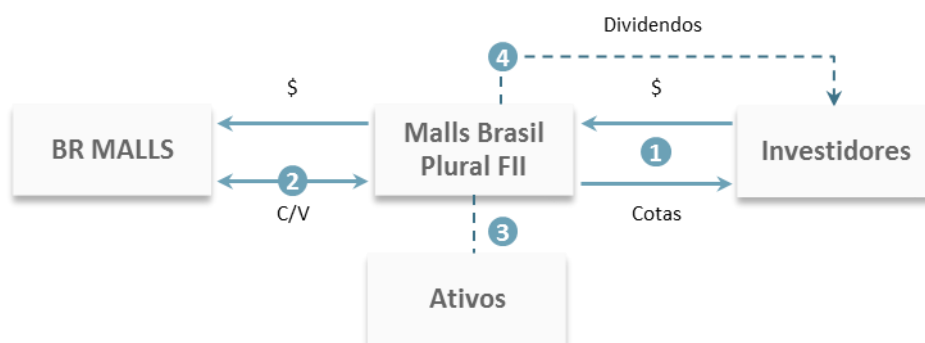 Dividendos
4
$
$
BR MALLS
Malls Brasil
Plural FII
1
Investidores
2
C/V
Cotas
3
Ativos